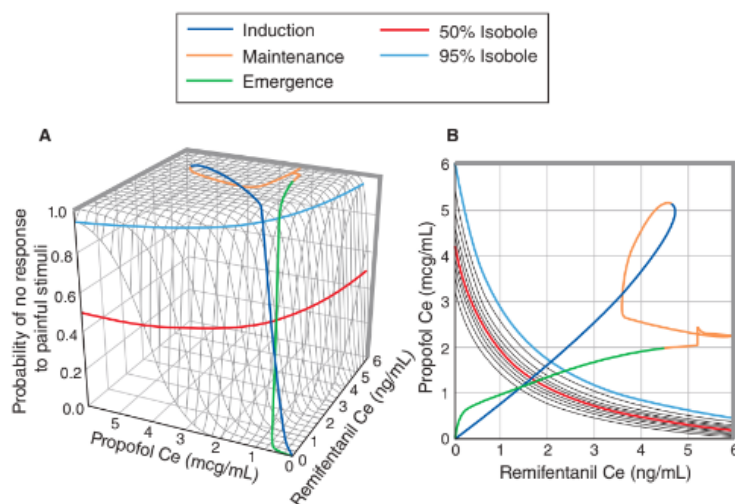 Induction
50% Isobole
Maintenance
95% Isobole
Emergence
A
Probability of no response
to painful stimuli
1.0
0.8
0.6
0.4
0.2
0.0
5
4
3
2
1
0
Propofol Ce (mcg/mL)
0
1
2
3
4
5
6
Remifentanil Ce (ng/mL)
B
Propofol Ce (mcg/mL)
6
5
4
3
2
1
0
0
1
2
3
4
5
6
Remifentanil Ce (ng/mL)